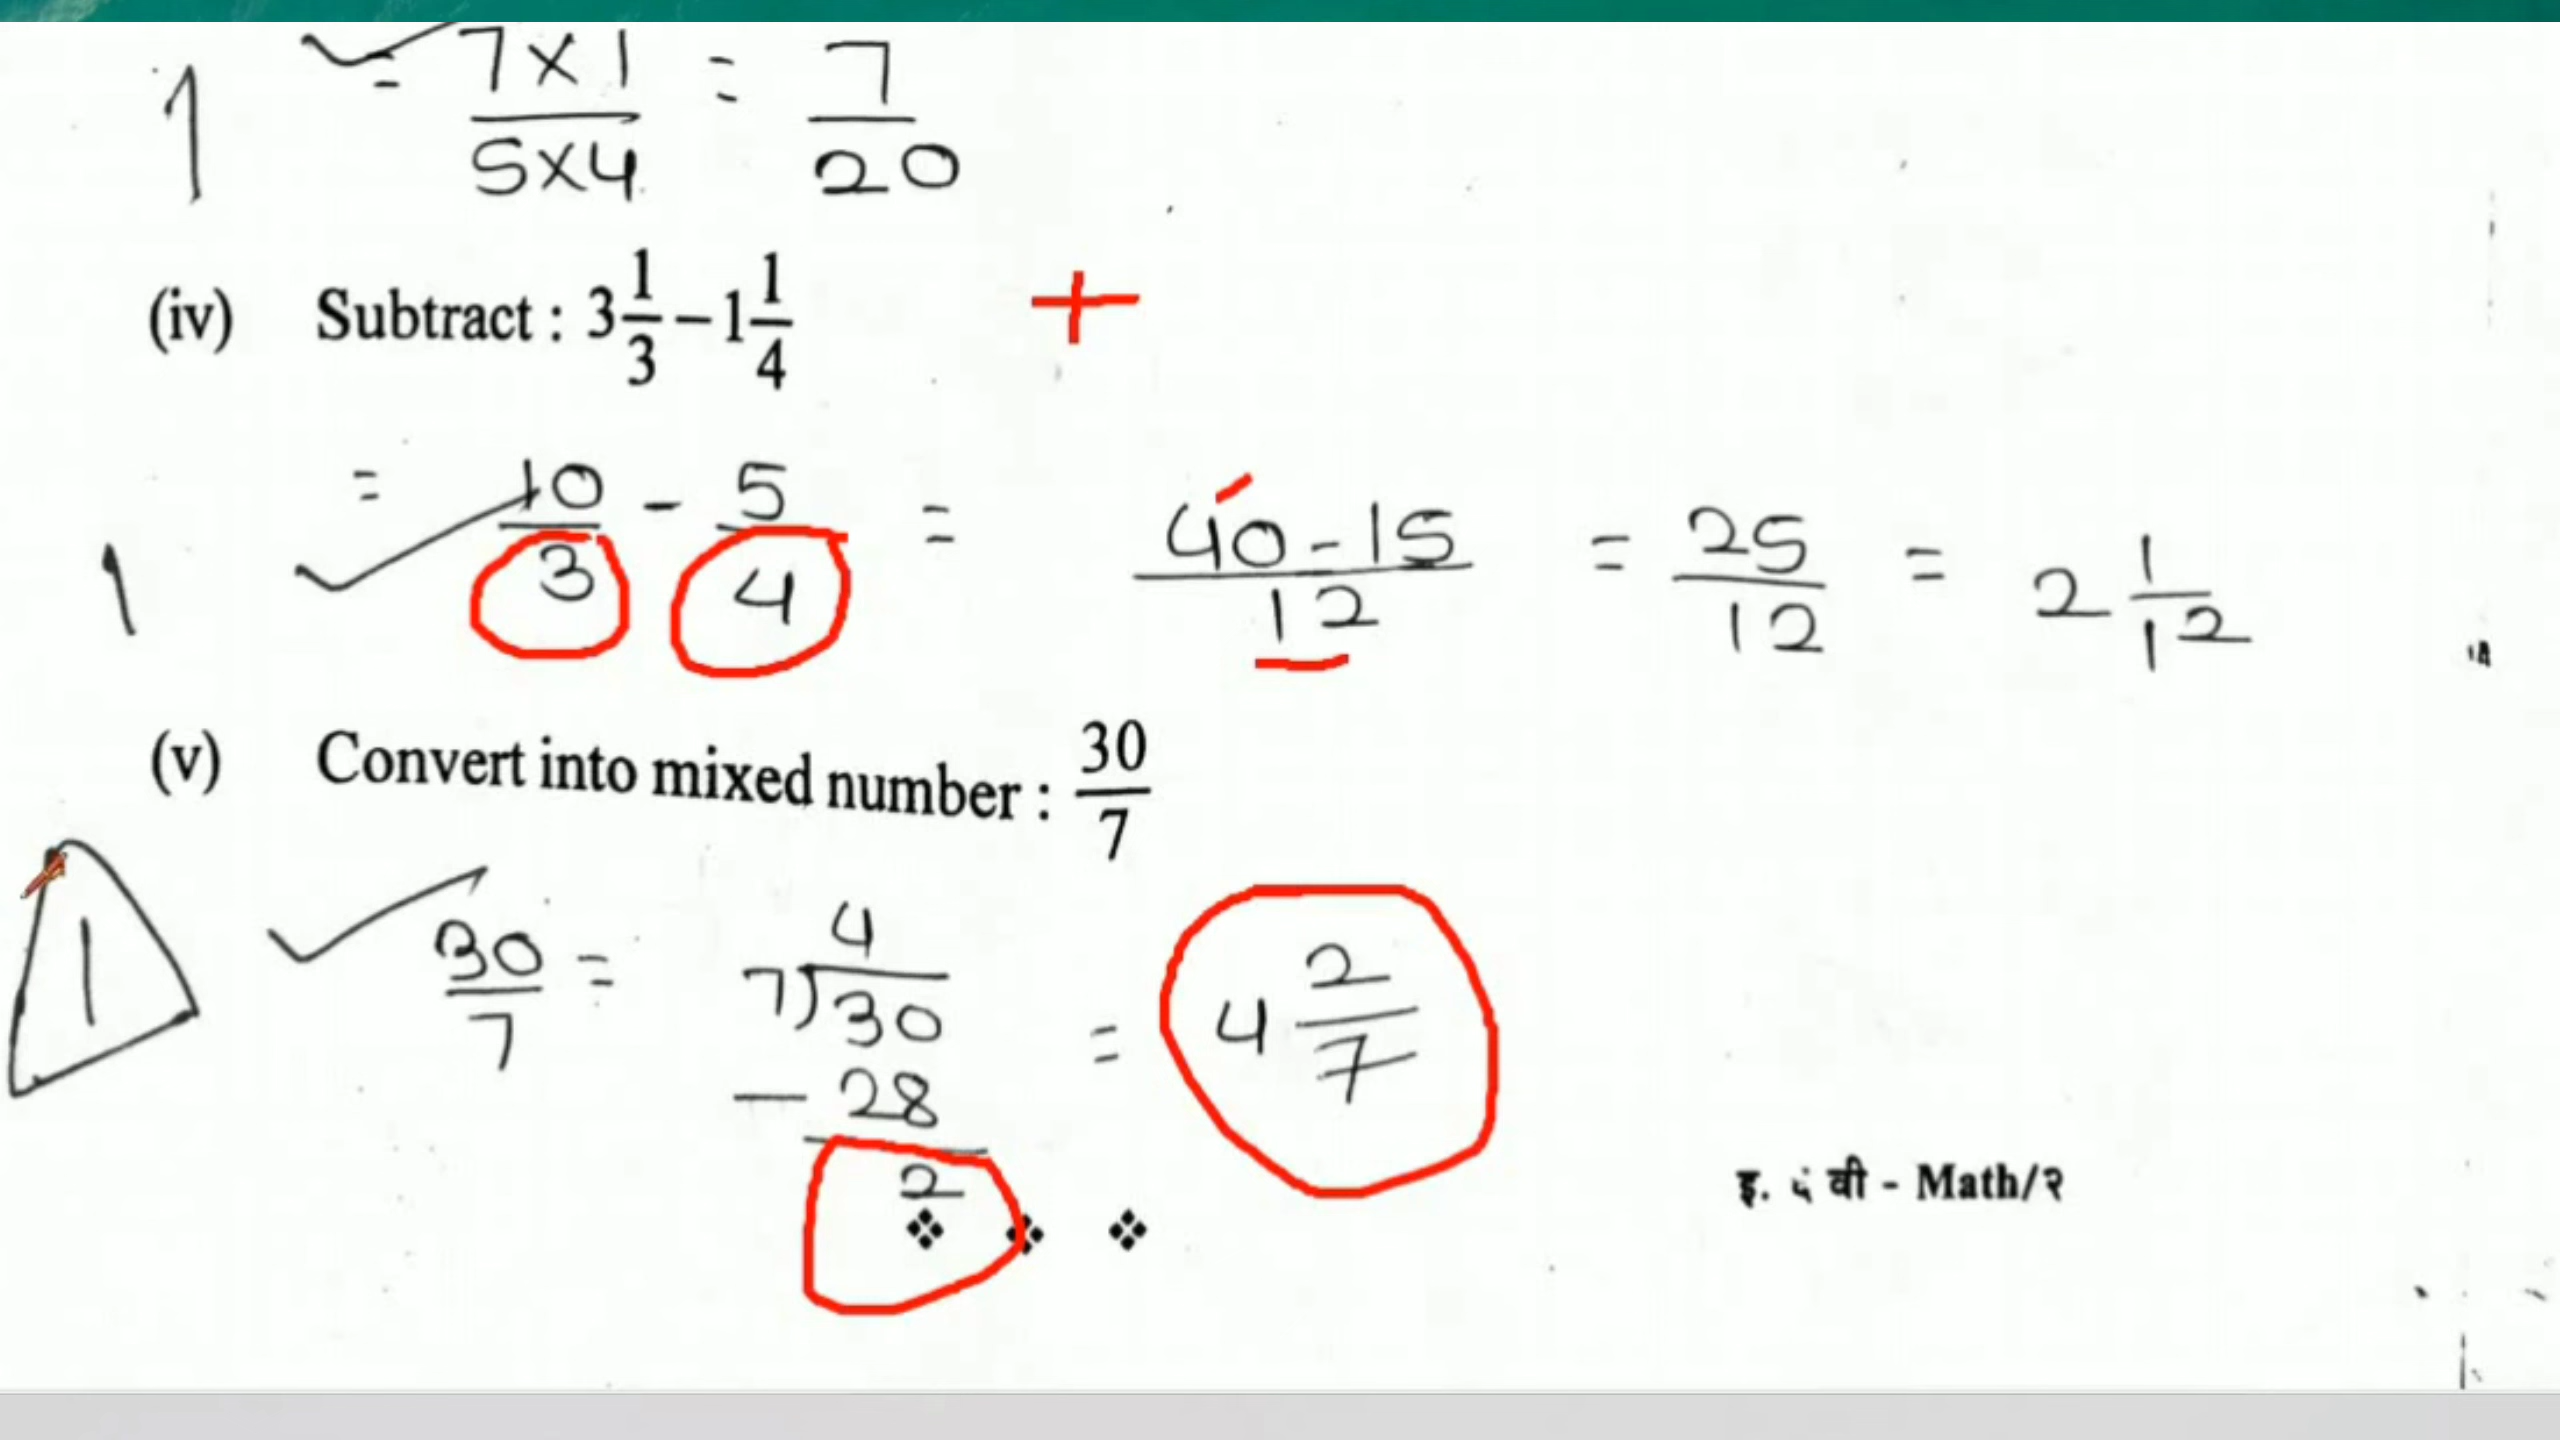 1 = 7×1/5×4 = 7/20
(iv) Subtract : 3 1/3 − 1 1/4
+
1 = 10/3 - 5/4 = 40-15/12 = 25/12 = 2 1/12
(v) Convert into mixed number : 30/7
1 30/7 = 7)30 = 4 2/7
4
− 28
2
इ. ५ वी - Math/२